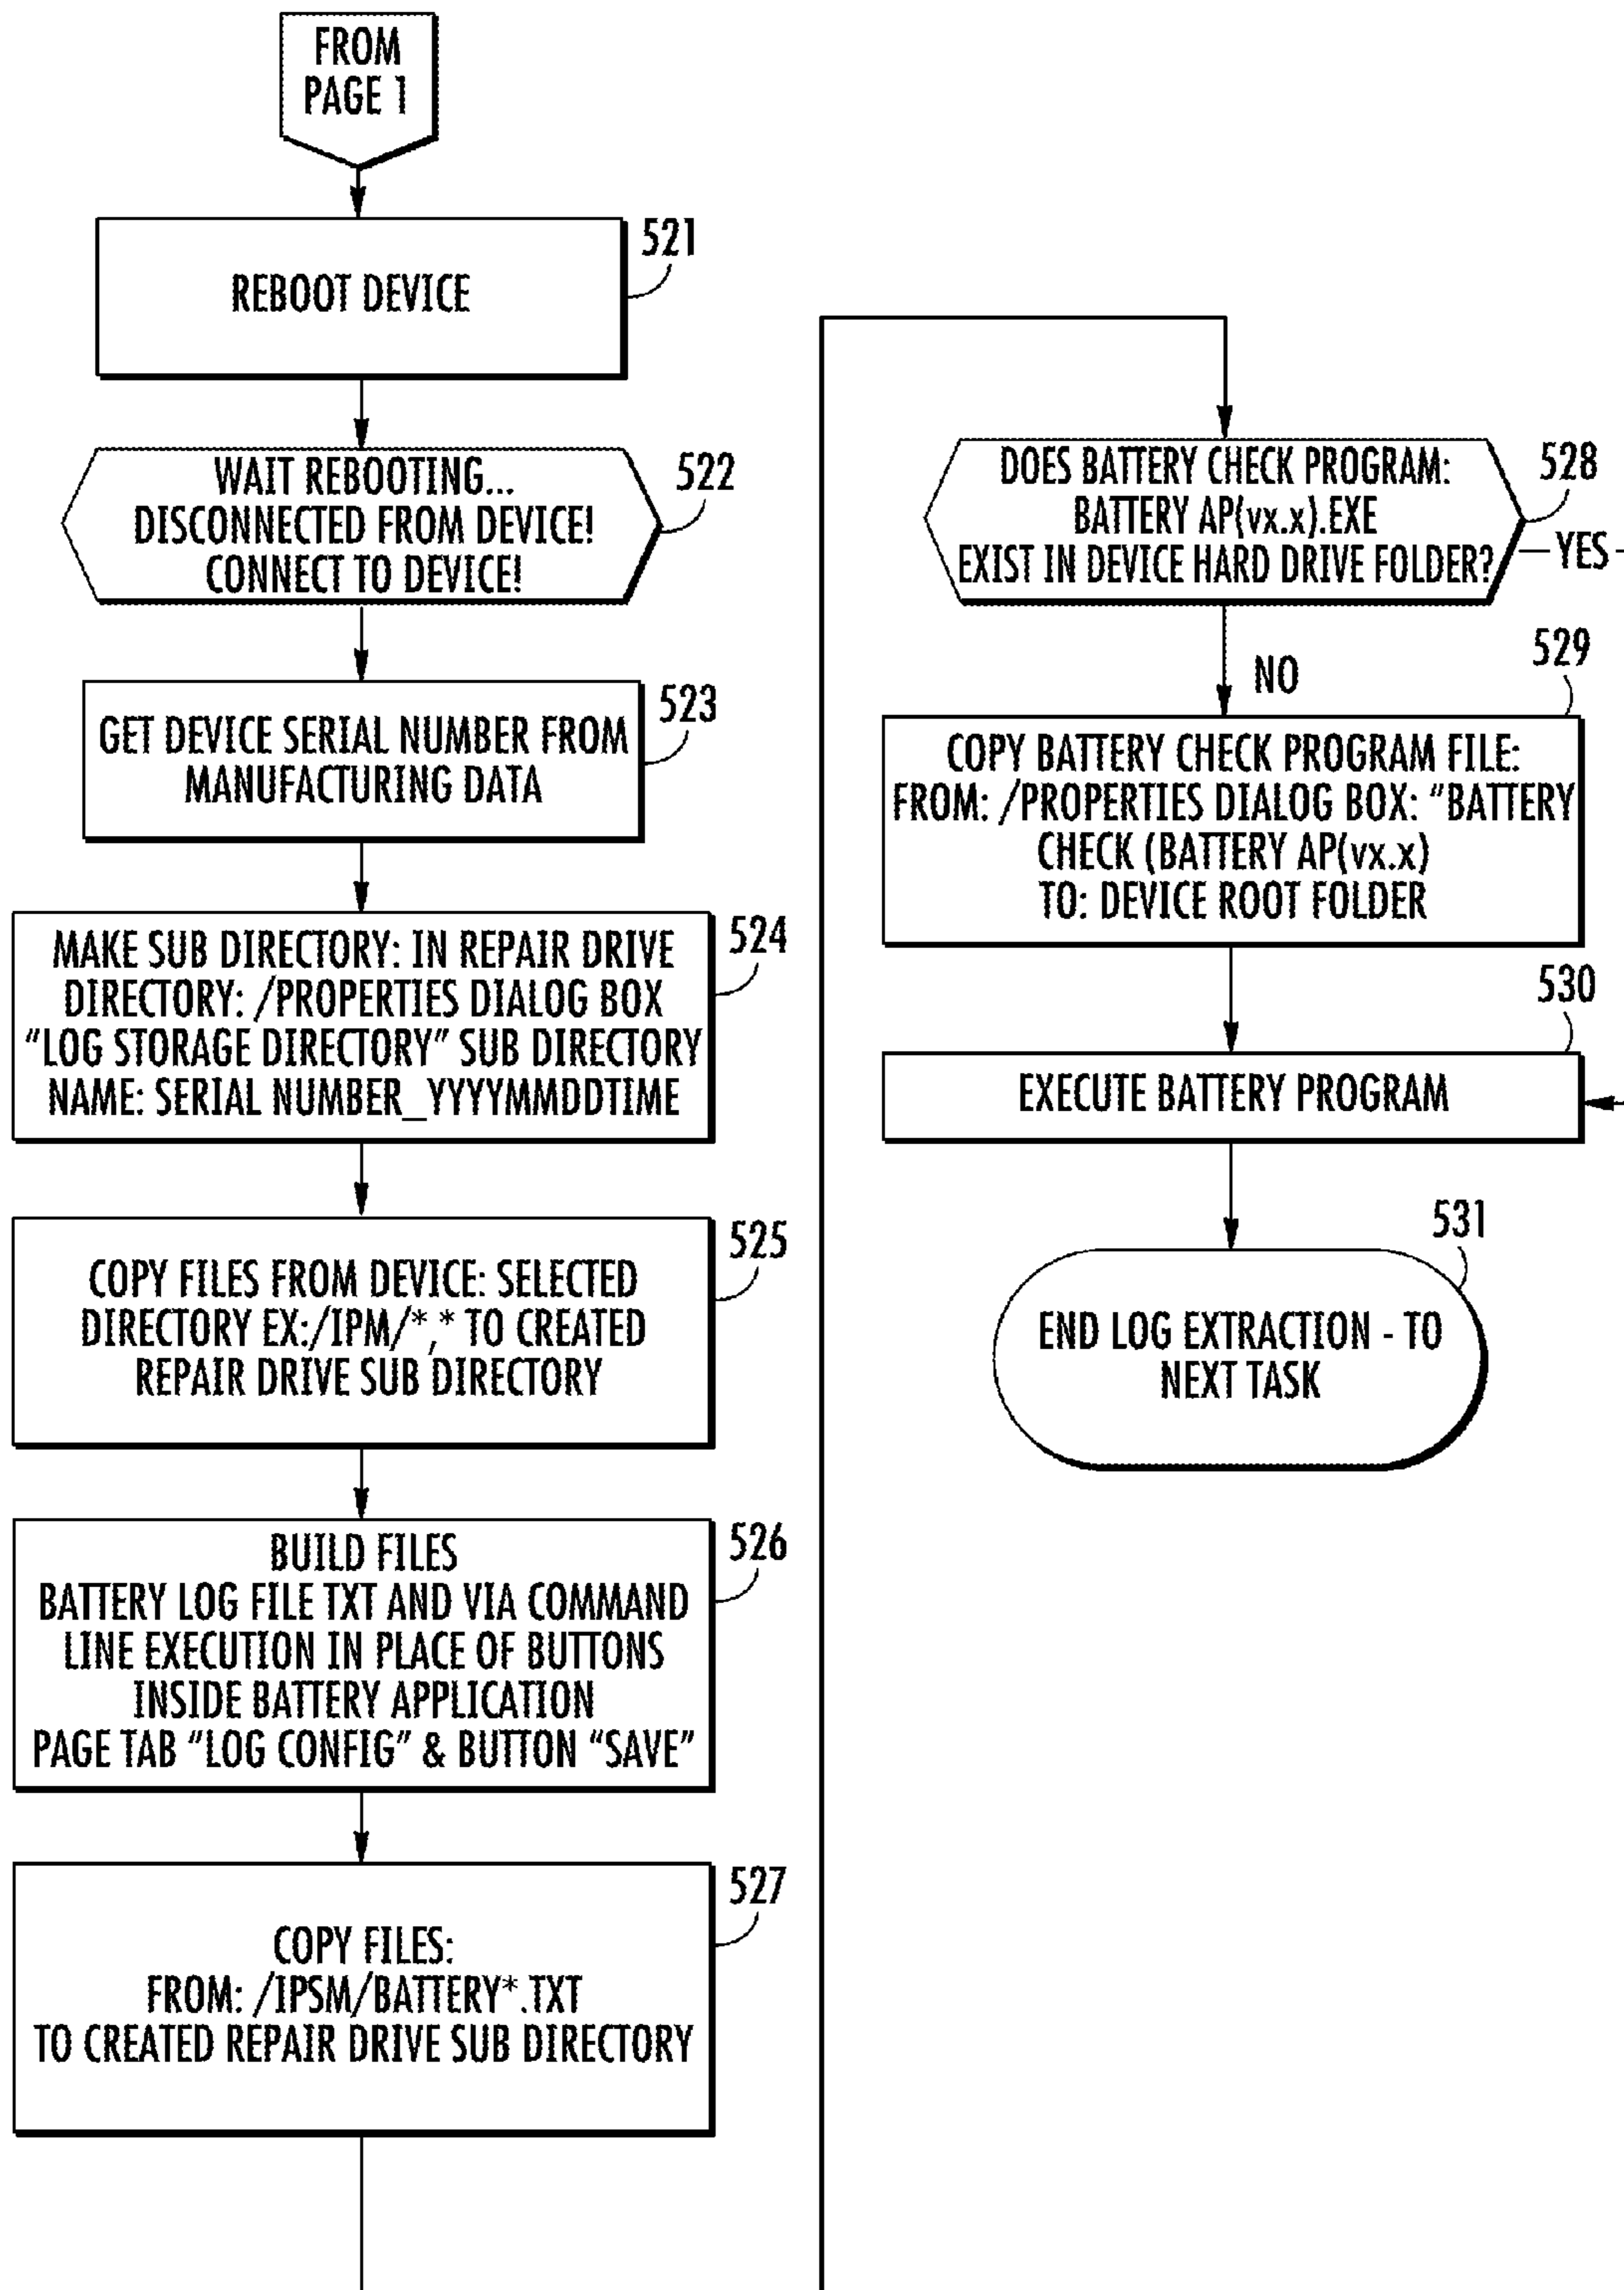 FROM
PAGE 1
REBOOT DEVICE
521
WAIT REBOOTING...
DISCONNECTED FROM DEVICE!
CONNECT TO DEVICE!
522
GET DEVICE SERIAL NUMBER FROM
MANUFACTURING DATA
523
MAKE SUB DIRECTORY: IN REPAIR DRIVE
DIRECTORY: /PROPERTIES DIALOG BOX
"LOG STORAGE DIRECTORY" SUB DIRECTORY
NAME: SERIAL NUMBER_YYYYMMDDTIME
524
COPY FILES FROM DEVICE: SELECTED
DIRECTORY EX:/IPM/*,* TO CREATED
REPAIR DRIVE SUB DIRECTORY
525
BUILD FILES
BATTERY LOG FILE TXT AND VIA COMMAND
LINE EXECUTION IN PLACE OF BUTTONS
INSIDE BATTERY APPLICATION
PAGE TAB "LOG CONFIG" & BUTTON "SAVE"
526
COPY FILES:
FROM: /IPSM/BATTERY*.TXT
TO CREATED REPAIR DRIVE SUB DIRECTORY
527
DOES BATTERY CHECK PROGRAM:
BATTERY AP(vx.x).EXE
EXIST IN DEVICE HARD DRIVE FOLDER?
528
YES
NO
529
COPY BATTERY CHECK PROGRAM FILE:
FROM: /PROPERTIES DIALOG BOX: "BATTERY
CHECK (BATTERY AP(vx.x)
TO: DEVICE ROOT FOLDER
530
EXECUTE BATTERY PROGRAM
531
END LOG EXTRACTION - TO
NEXT TASK